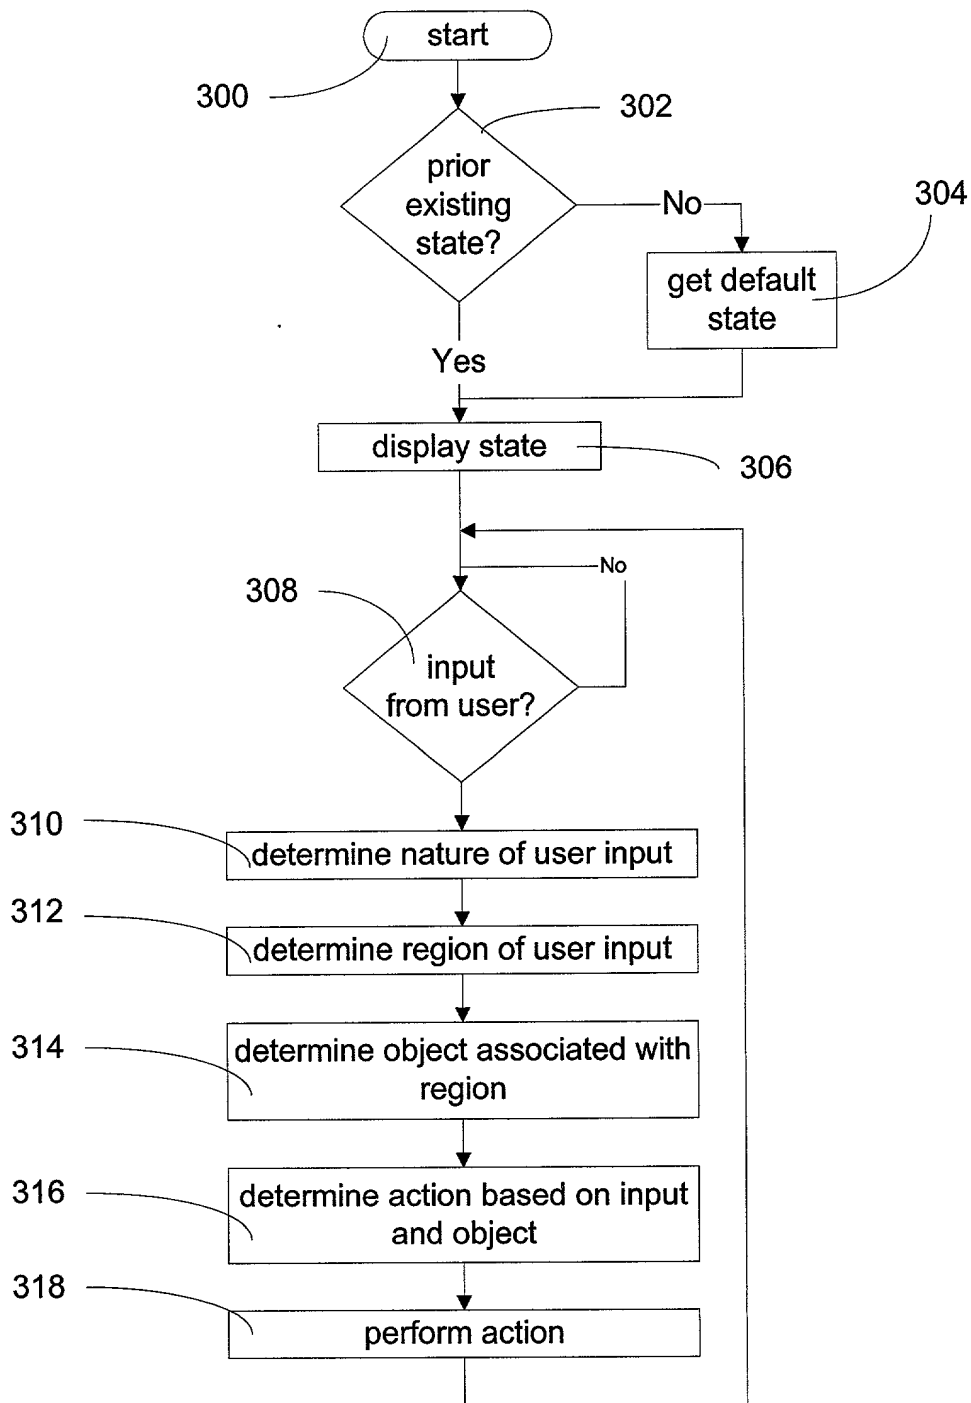 start
300
302
prior
existing
state?
No
304
get default
state
Yes
display state
306
No
308
input
from user?
310
determine nature of user input
312
determine region of user input
314
determine object associated with
region
316
determine action based on input
and object
318
perform action